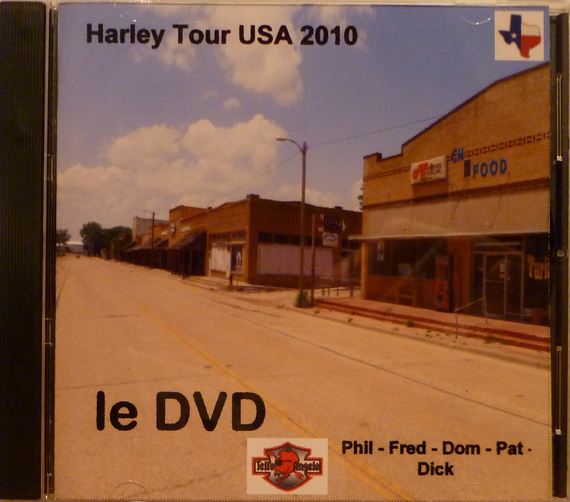 Harley Tour USA 2010
FOOD
le DVD
Phil - Fred - Dom - Pat -
Dick